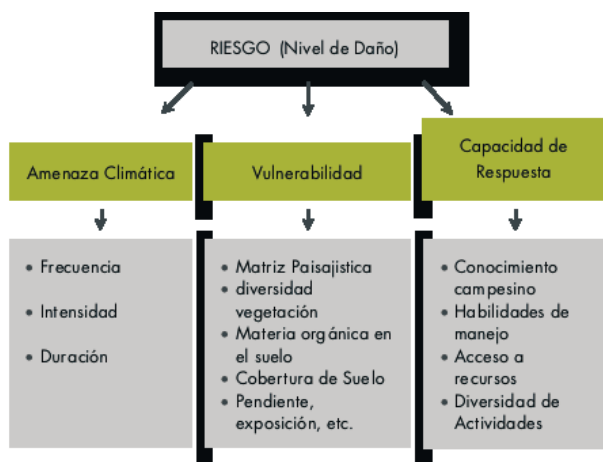 RIESGO (Nivel de Daño)
Amenaza Climática
Vulnerabilidad
Capacidad de
Respuesta
• Frecuencia
• Intensidad
• Duración
• Matriz Paisajistica
• diversidad
vegetación
• Materia orgánica en
el suelo
• Cobertura de Suelo
• Pendiente,
exposición, etc.
• Conocimiento
campesino
• Habilidades de
manejo
• Acceso a
recursos
• Diversidad de
Actividades